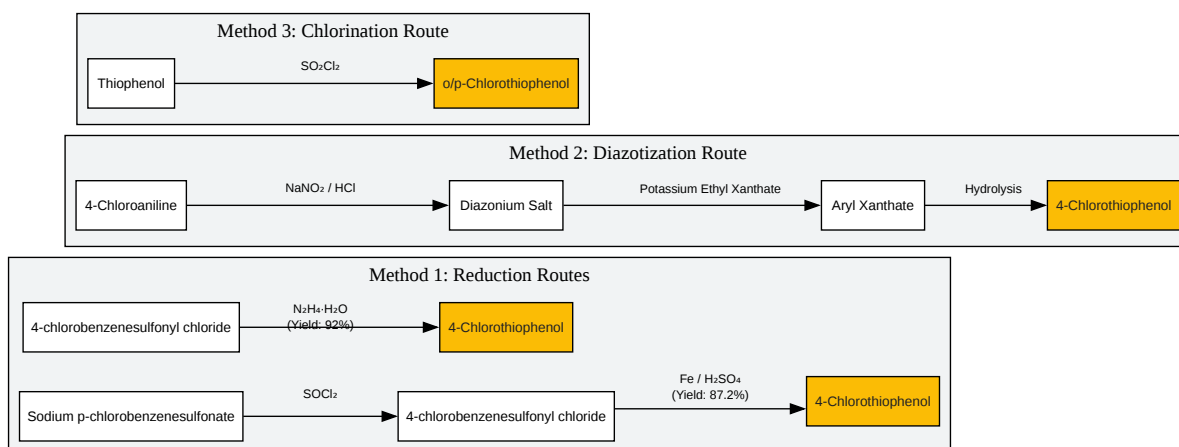 Method 3: Chlorination Route
Thiophenol
SO₂Cl₂
o/p-Chlorothiophenol
Method 2: Diazotization Route
4-Chloroaniline
NaNO₂ / HCl
Diazonium Salt
Potassium Ethyl Xanthate
Aryl Xanthate
Hydrolysis
4-Chlorothiophenol
Method 1: Reduction Routes
4-chlorobenzenesulfonyl chloride
N₂H₄·H₂O
(Yield: 92%)
4-Chlorothiophenol
Sodium p-chlorobenzenesulfonate
SOCl₂
4-chlorobenzenesulfonyl chloride
Fe / H₂SO₄
(Yield: 87.2%)
4-Chlorothiophenol